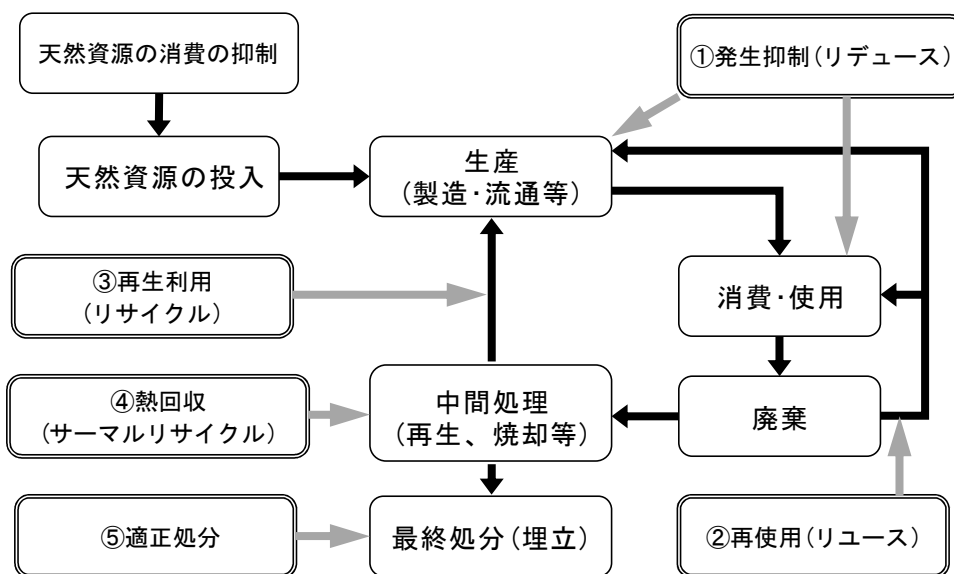 天然資源の消費の抑制
①発生抑制(リデュース)
天然資源の投入
生産
(製造・流通等)
③再生利用
(リサイクル)
消費・使用
④熱回収
(サーマルリサイクル)
中間処理
(再生、焼却等)
廃棄
⑤適正処分
最終処分(埋立)
②再使用(リユース)